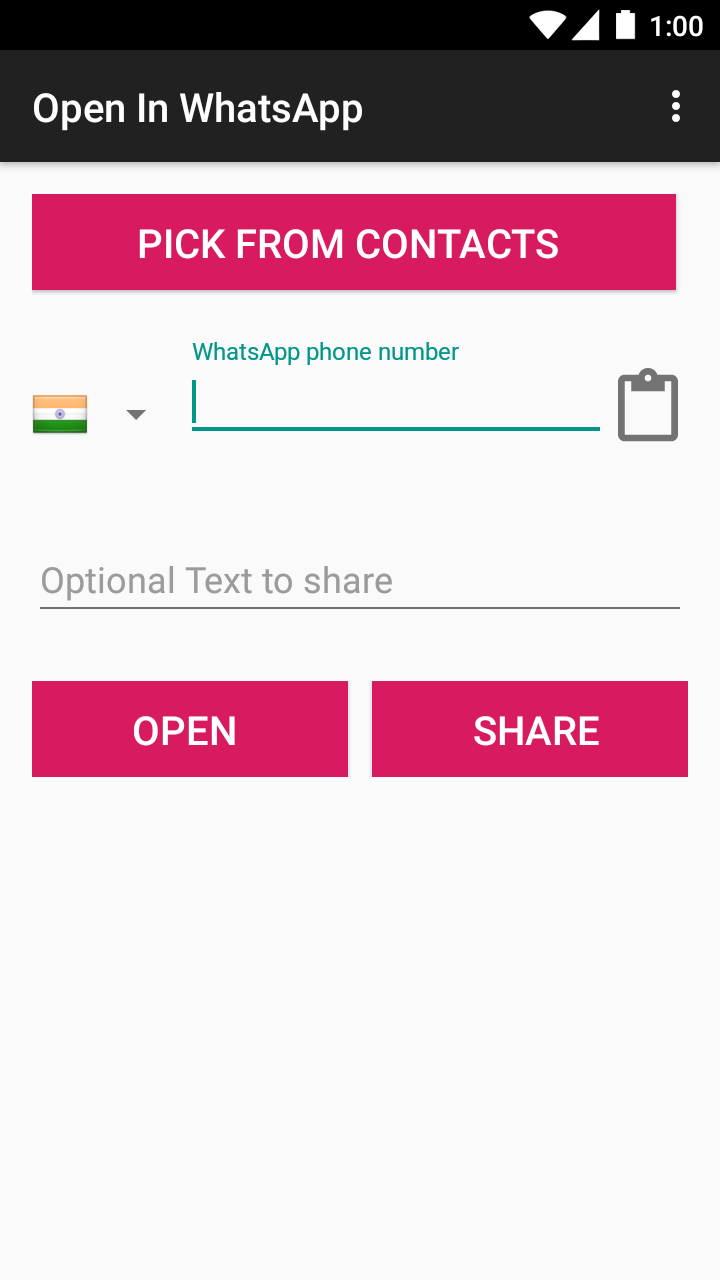 1:00
Open In WhatsApp
PICK FROM CONTACTS
WhatsApp phone number
Optional Text to share
OPEN
SHARE